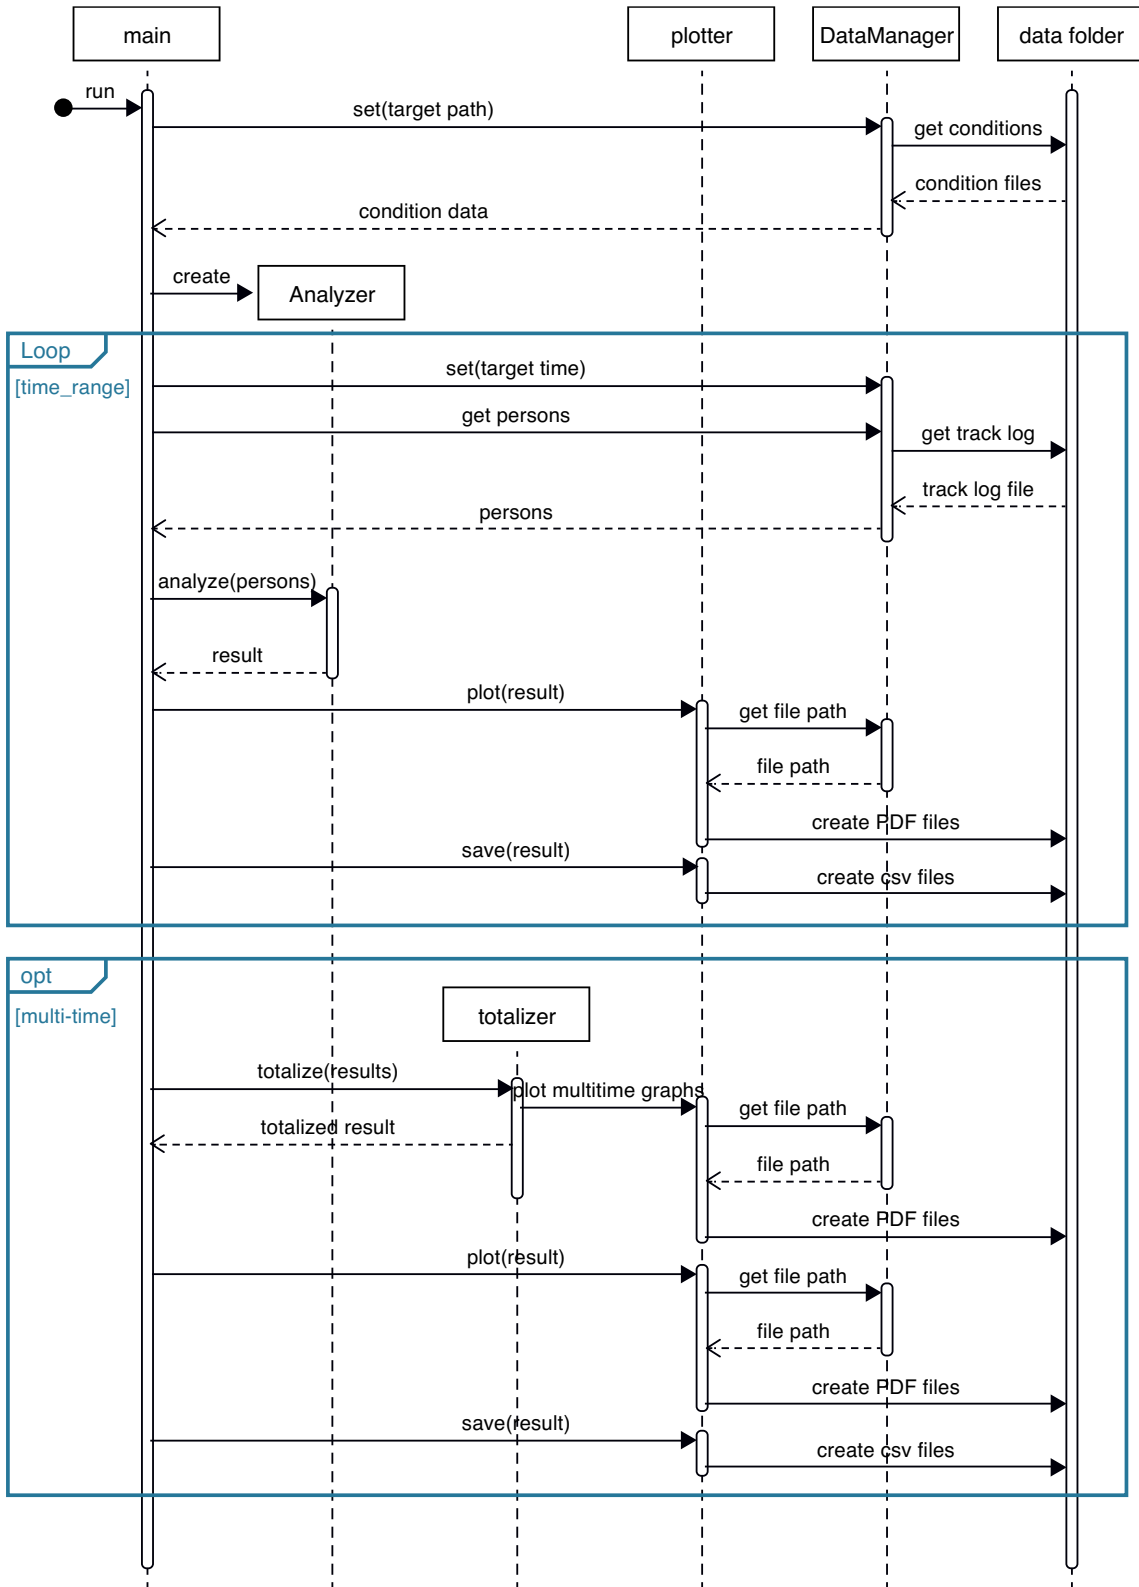 main
plotter
DataManager
data folder
run
set(target path)
get conditions
condition files
condition data
create
Analyzer
Loop
[time_range]
set(target time)
get persons
get track log
track log file
persons
analyze(persons)
result
plot(result)
get file path
file path
create PDF files
save(result)
create csv files
opt
[multi-time]
totalizer
totalize(results)
plot multitime graphs
get file path
totalized result
file path
create PDF files
plot(result)
get file path
file path
create PDF files
save(result)
create csv files